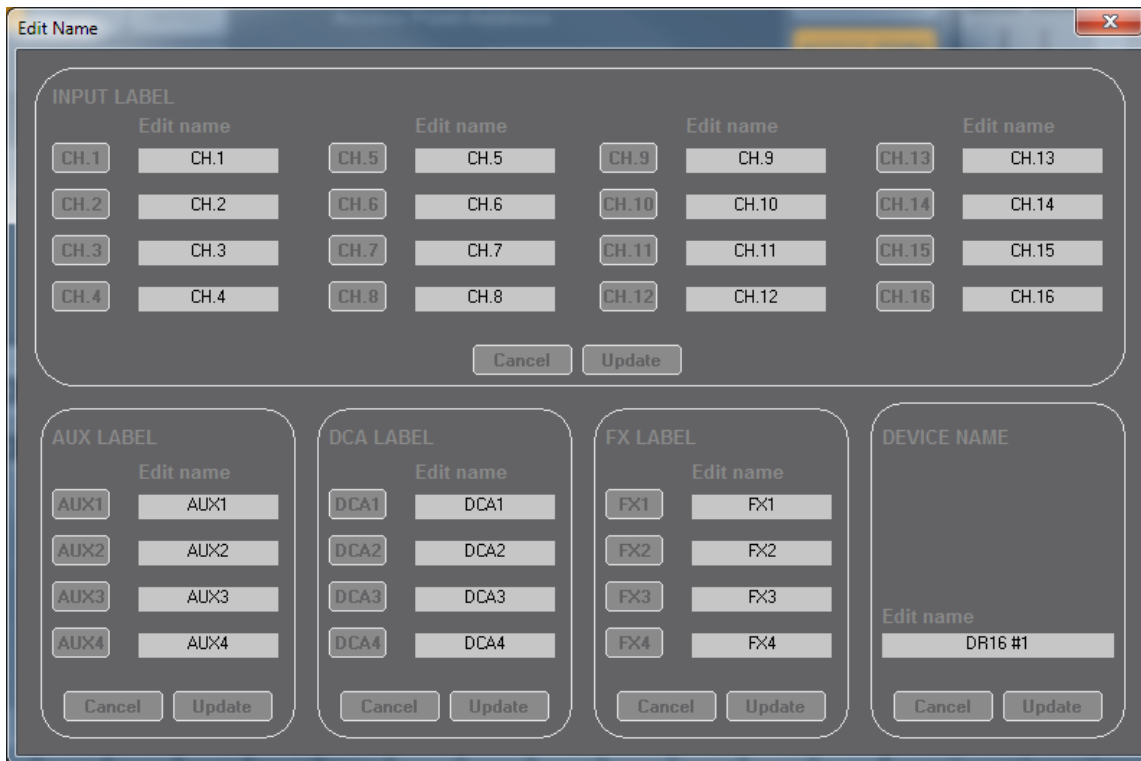 Edit Name
INPUT LABEL
Edit name Edit name Edit name Edit name
CH.1 CH.1 CH.5 CH.5 CH.9 CH.9 CH.13 CH.13
CH.2 CH.2 CH.6 CH.6 CH.10 CH.10 CH.14 CH.14
CH.3 CH.3 CH.7 CH.7 CH.11 CH.11 CH.15 CH.15
CH.4 CH.4 CH.8 CH.8 CH.12 CH.12 CH.16 CH.16
Cancel Update
AUX LABEL
Edit name
AUX1 AUX1
AUX2 AUX2
AUX3 AUX3
AUX4 AUX4
Cancel Update
DCA LABEL
Edit name
DCA1 DCA1
DCA2 DCA2
DCA3 DCA3
DCA4 DCA4
Cancel Update
FX LABEL
Edit name
FX1 FX1
FX2 FX2
FX3 FX3
FX4 FX4
Cancel Update
DEVICE NAME
Edit name
DR16 #1
Cancel Update